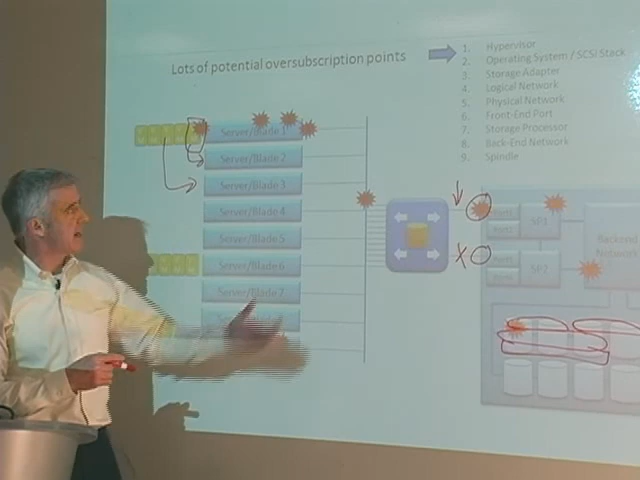 Lots of potential oversubscription points
1. Hypervisor
2. Operating System / SCSI Stack
3. Storage Adapter
4. Logical Network
5. Physical Network
6. Front-End Port
7. Storage Processor
8. Back-End Network
9. Spindle
Server/Blade 1
Server/Blade 2
Server/Blade 3
Server/Blade 4
Server/Blade 5
Server/Blade 6
Server/Blade 7
SP1
SP2
Backend
Network